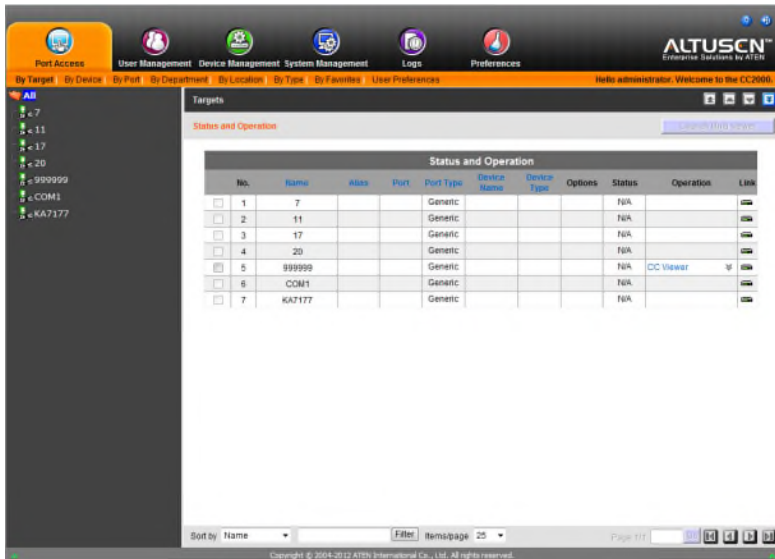 ALTUSCN™
Enterprise Solutions by ATEN
Port Access User Management Device Management System Management Logs Preferences
By Target By Device By Port By Department By Location By Type By Favorites User Preferences Hello administrator. Welcome to the CC2000.
All
7
11
17
20
999999
COM1
KA7177
Targets
Status and Operation
Status and Operation
No. Name Alias Port Port Type Device Name Device Type Options Status Operation Link
1 7 Generic N/A
2 11 Generic N/A
3 17 Generic N/A
4 20 Generic N/A
5 999999 Generic N/A CC Viewer
6 COM1 Generic N/A
7 KA7177 Generic N/A
Sort by Name Filter Items/page 25 Page 1/1
Copyright © 2004-2012 ATEN International Co., Ltd. All rights reserved.